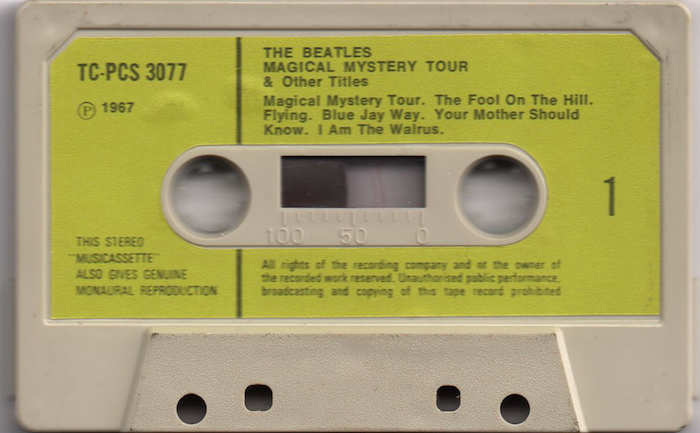 TC-PCS 3077
Ⓟ 1967
THE BEATLES
MAGICAL MYSTERY TOUR
& Other Titles
Magical Mystery Tour. The Fool On The Hill.
Flying. Blue Jay Way. Your Mother Should
Know. I Am The Walrus.
1
100 50 0
THIS STEREO
"MUSICASSETTE"
ALSO GIVES GENUINE
MONAURAL REPRODUCTION
All rights of the recording company and of the owner of
the recorded work reserved. Unauthorised public performance,
broadcasting and copying of this tape record prohibited